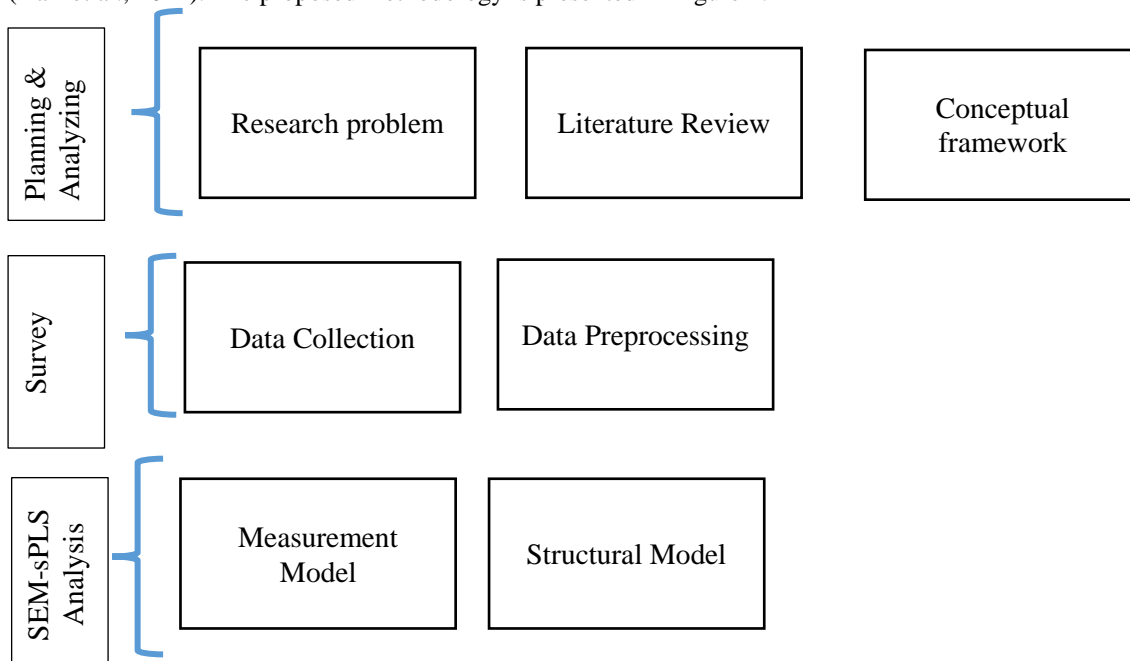 Planning &
Analyzing
Research problem
Literature Review
Conceptual
framework
Survey
Data Collection
Data Preprocessing
SEM-sPLS
Analysis
Measurement
Model
Structural Model